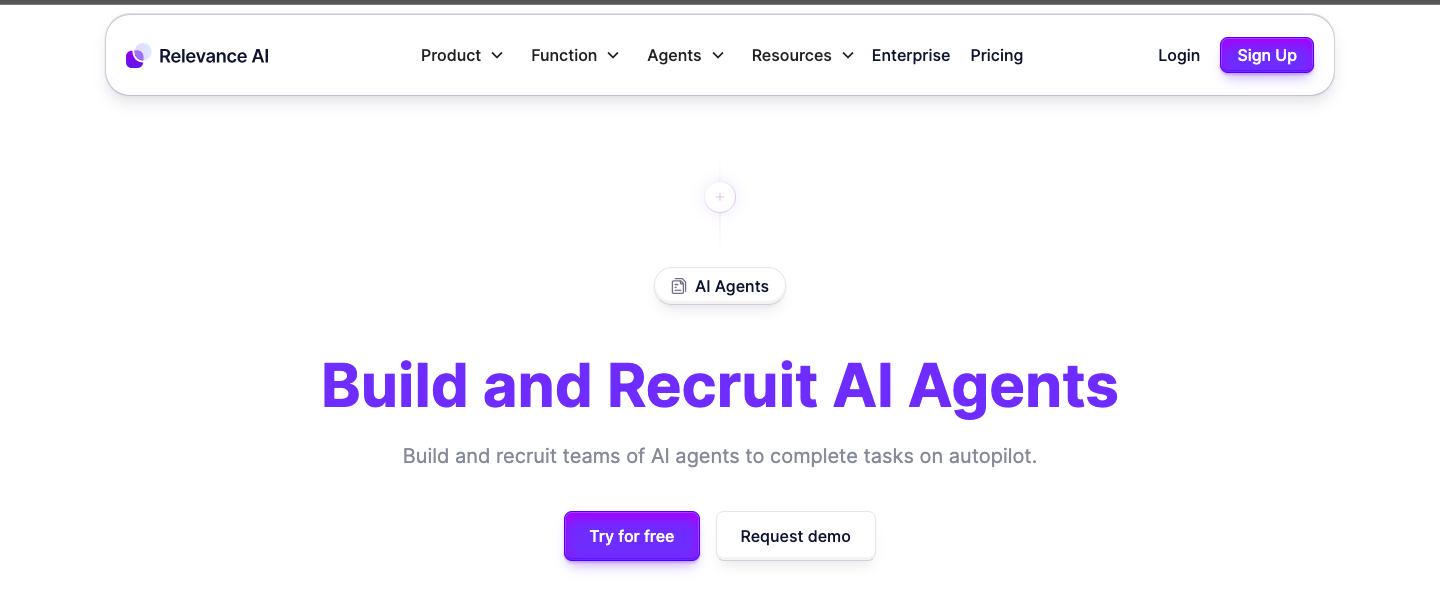 Relevance AI
Product
Function
Agents
Resources
Enterprise
Pricing
Login
Sign Up
AI Agents
Build and Recruit AI Agents
Build and recruit teams of AI agents to complete tasks on autopilot.
Try for free
Request demo